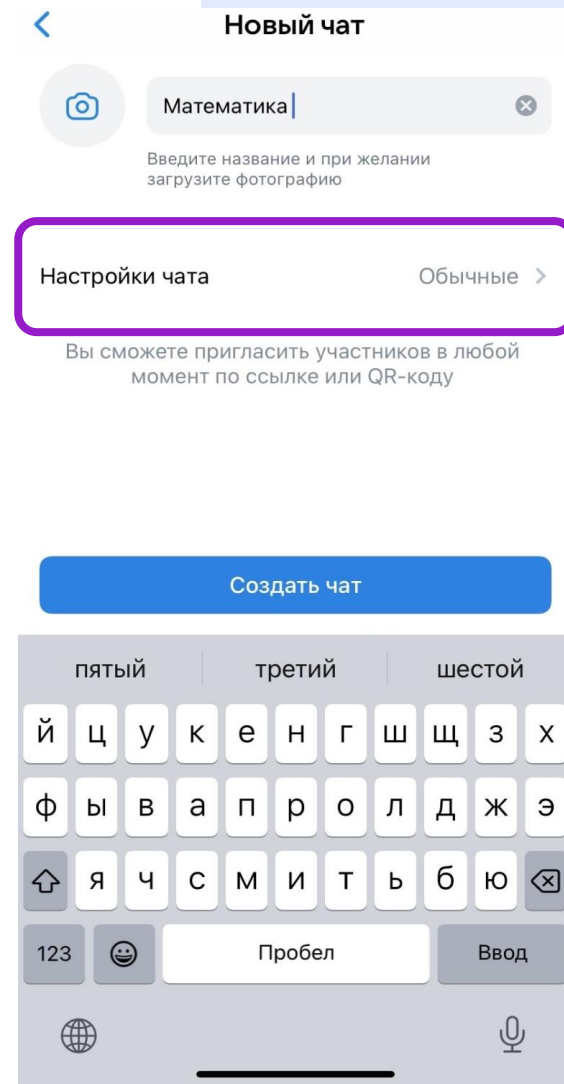 Новый чат
Математика
Введите название и при желании
загрузите фотографию
Настройки чата Обычные
Вы сможете пригласить участников в любой
момент по ссылке или QR-коду
Создать чат
пятый третий шестой
й ц у к е н г ш щ з х
ф ы в а п р о л д ж э
я ч с м и т ь б ю
123 Пробел Ввод